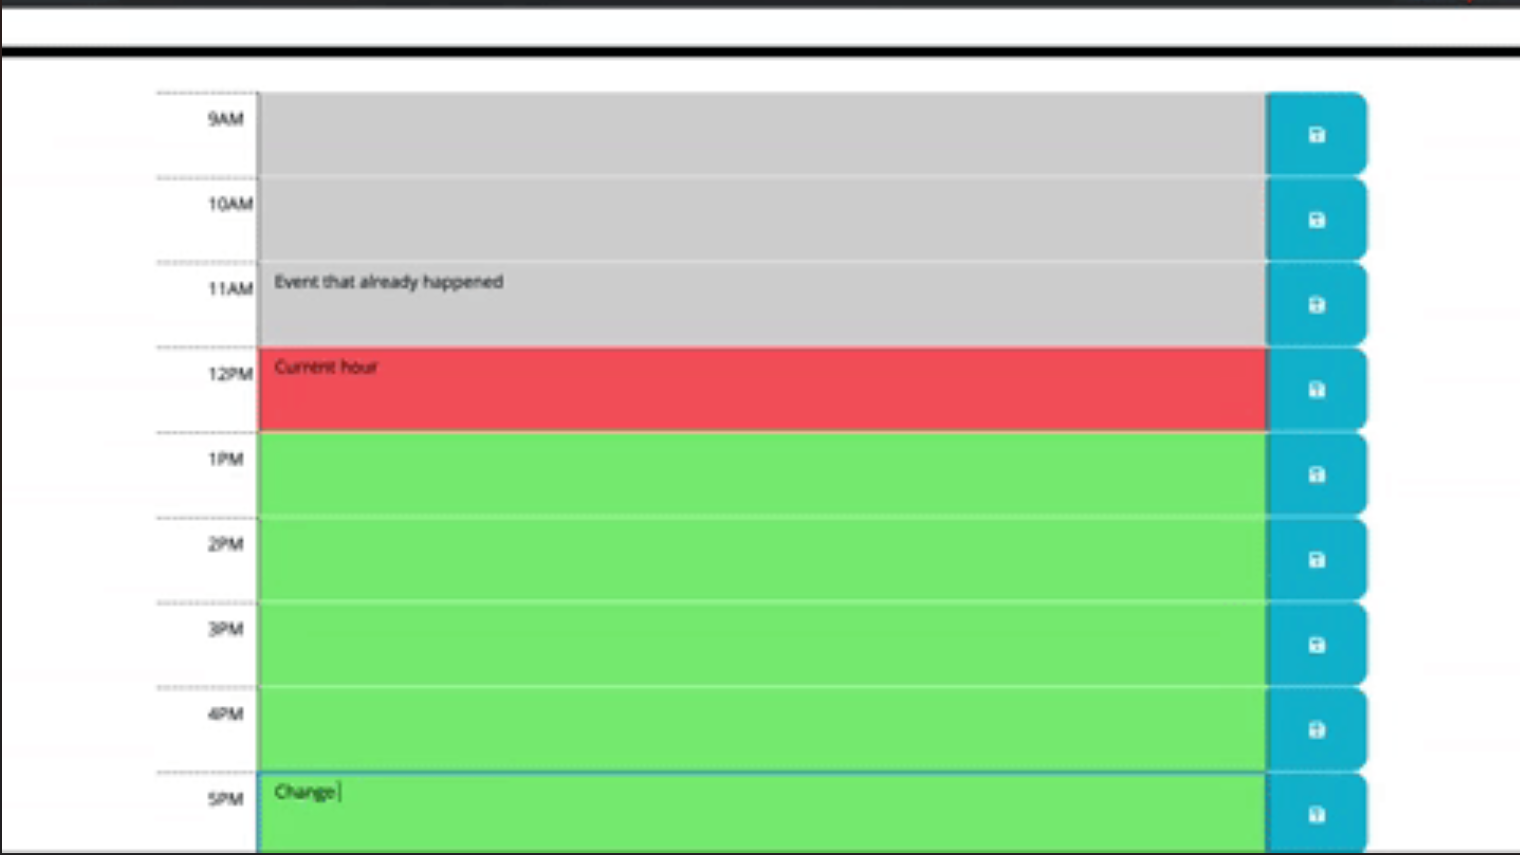 9AM
10AM
11AM Event that already happened
12PM Current hour
1PM
2PM
3PM
4PM
5PM Change